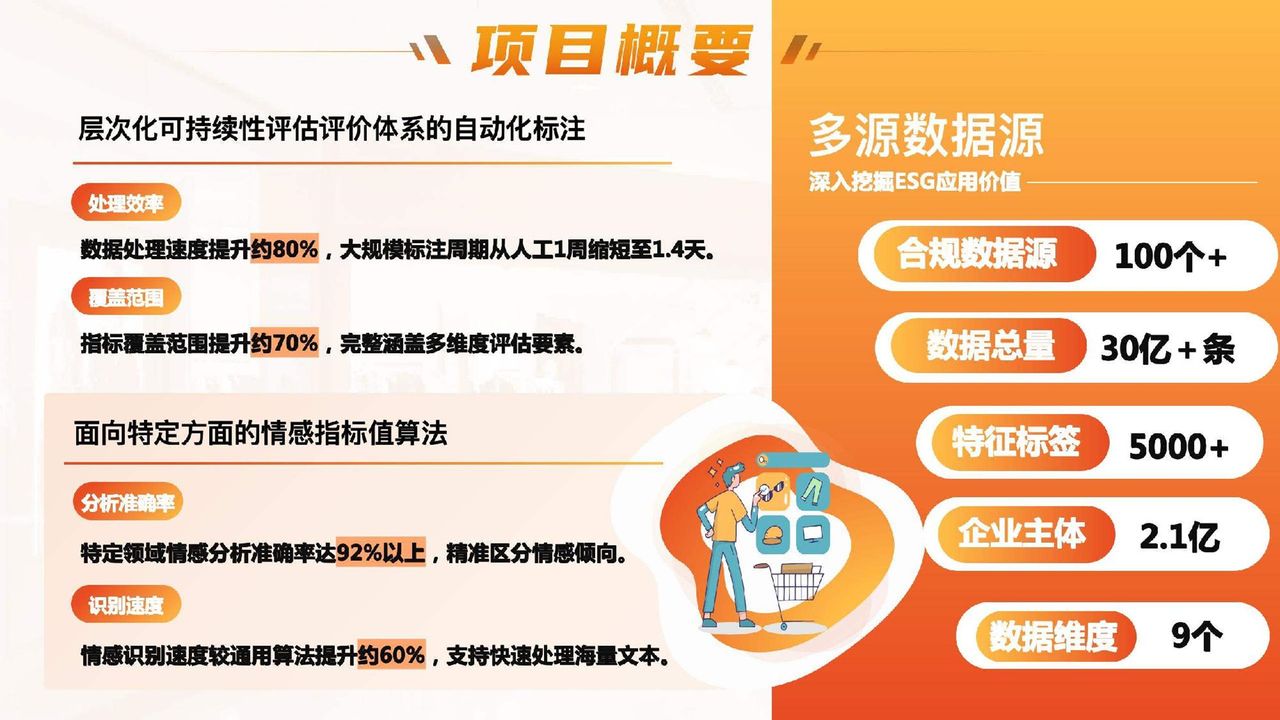 项目概要
层次化可持续性评估评价体系的自动化标注
处理效率
数据处理速度提升约80%，大规模标注周期从人工1周缩短至1.4天。
覆盖范围
指标覆盖范围提升约70%，完整涵盖多维度评估要素。
面向特定方面的情感指标值算法
分析准确率
特定领域情感分析准确率达92%以上，精准区分情感倾向。
识别速度
情感识别速度较通用算法提升约60%，支持快速处理海量文本。
多源数据源
深入挖掘ESG应用价值
合规数据源 100个+
数据总量 30亿+条
特征标签 5000+
企业主体 2.1亿
数据维度 9个